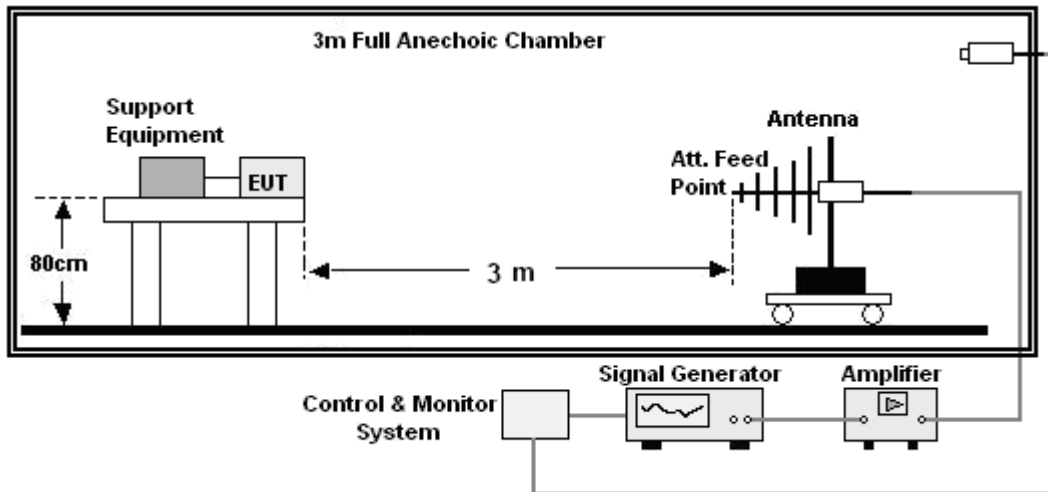 3m Full Anechoic Chamber
Support
Equipment
EUT
Antenna
Att. Feed
Point
80cm
3 m
Signal Generator
Amplifier
Control & Monitor
System